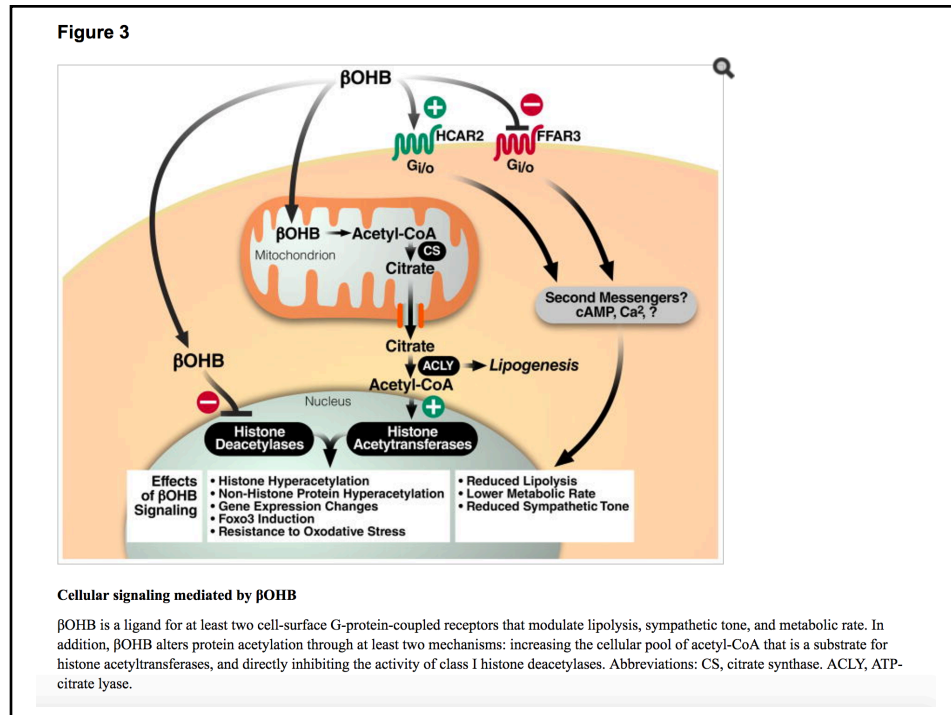 Figure 3
βOHB
HCAR2
FFAR3
Gi/o
Gi/o
βOHB
Acetyl-CoA
CS
Mitochondrion
Citrate
Second Messengers?
cAMP, Ca², ?
Citrate
βOHB
ACLY
Lipogenesis
Acetyl-CoA
Nucleus
Histone
Deacetylases
Histone
Acetytransferases
Effects
of βOHB
Signaling
• Histone Hyperacetylation
• Non-Histone Protein Hyperacetylation
• Gene Expression Changes
• Foxo3 Induction
• Resistance to Oxodative Stress
• Reduced Lipolysis
• Lower Metabolic Rate
• Reduced Sympathetic Tone
Cellular signaling mediated by βOHB
βOHB is a ligand for at least two cell-surface G-protein-coupled receptors that modulate lipolysis, sympathetic tone, and metabolic rate. In
addition, βOHB alters protein acetylation through at least two mechanisms: increasing the cellular pool of acetyl-CoA that is a substrate for
histone acetyltransferases, and directly inhibiting the activity of class I histone deacetylases. Abbreviations: CS, citrate synthase. ACLY, ATP-
citrate lyase.